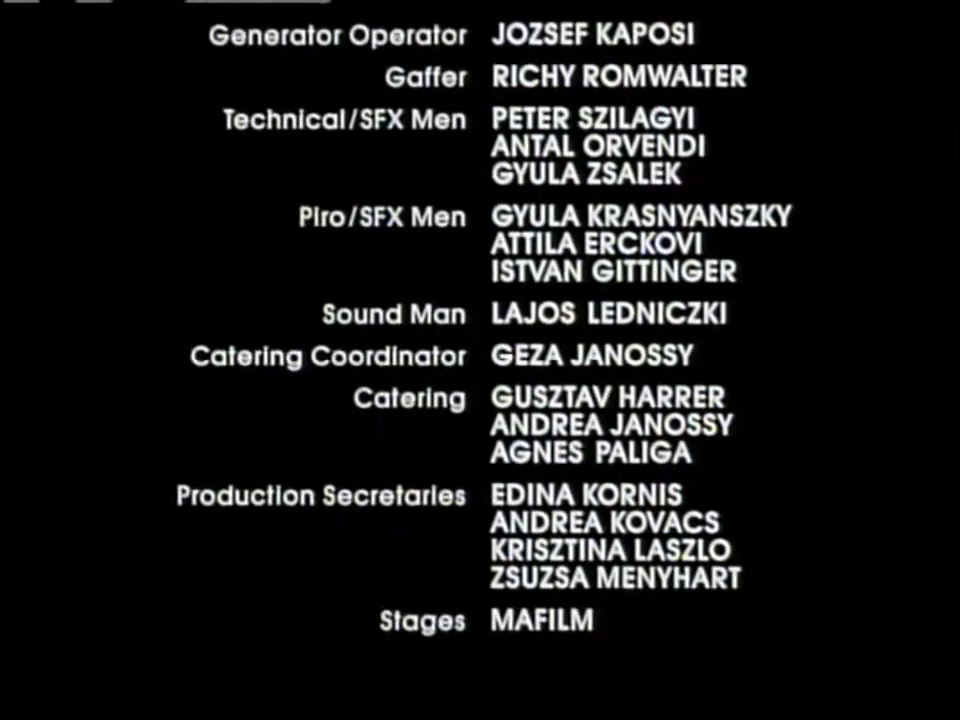 Generator Operator JOZSEF KAPOSI
Gaffer RICHY ROMWALTER
Technical/SFX Men PETER SZILAGYI
ANTAL ORVENDI
GYULA ZSALEK
Piro/SFX Men GYULA KRASNYANSZKY
ATTILA ERCKOVI
ISTVAN GITTINGER
Sound Man LAJOS LEDNICZKI
Catering Coordinator GEZA JANOSSY
Catering GUSZTAV HARRER
ANDREA JANOSSY
AGNES PALIGA
Production Secretaries EDINA KORNIS
ANDREA KOVACS
KRISZTINA LASZLO
ZSUZSA MENYHART
Stages MAFILM